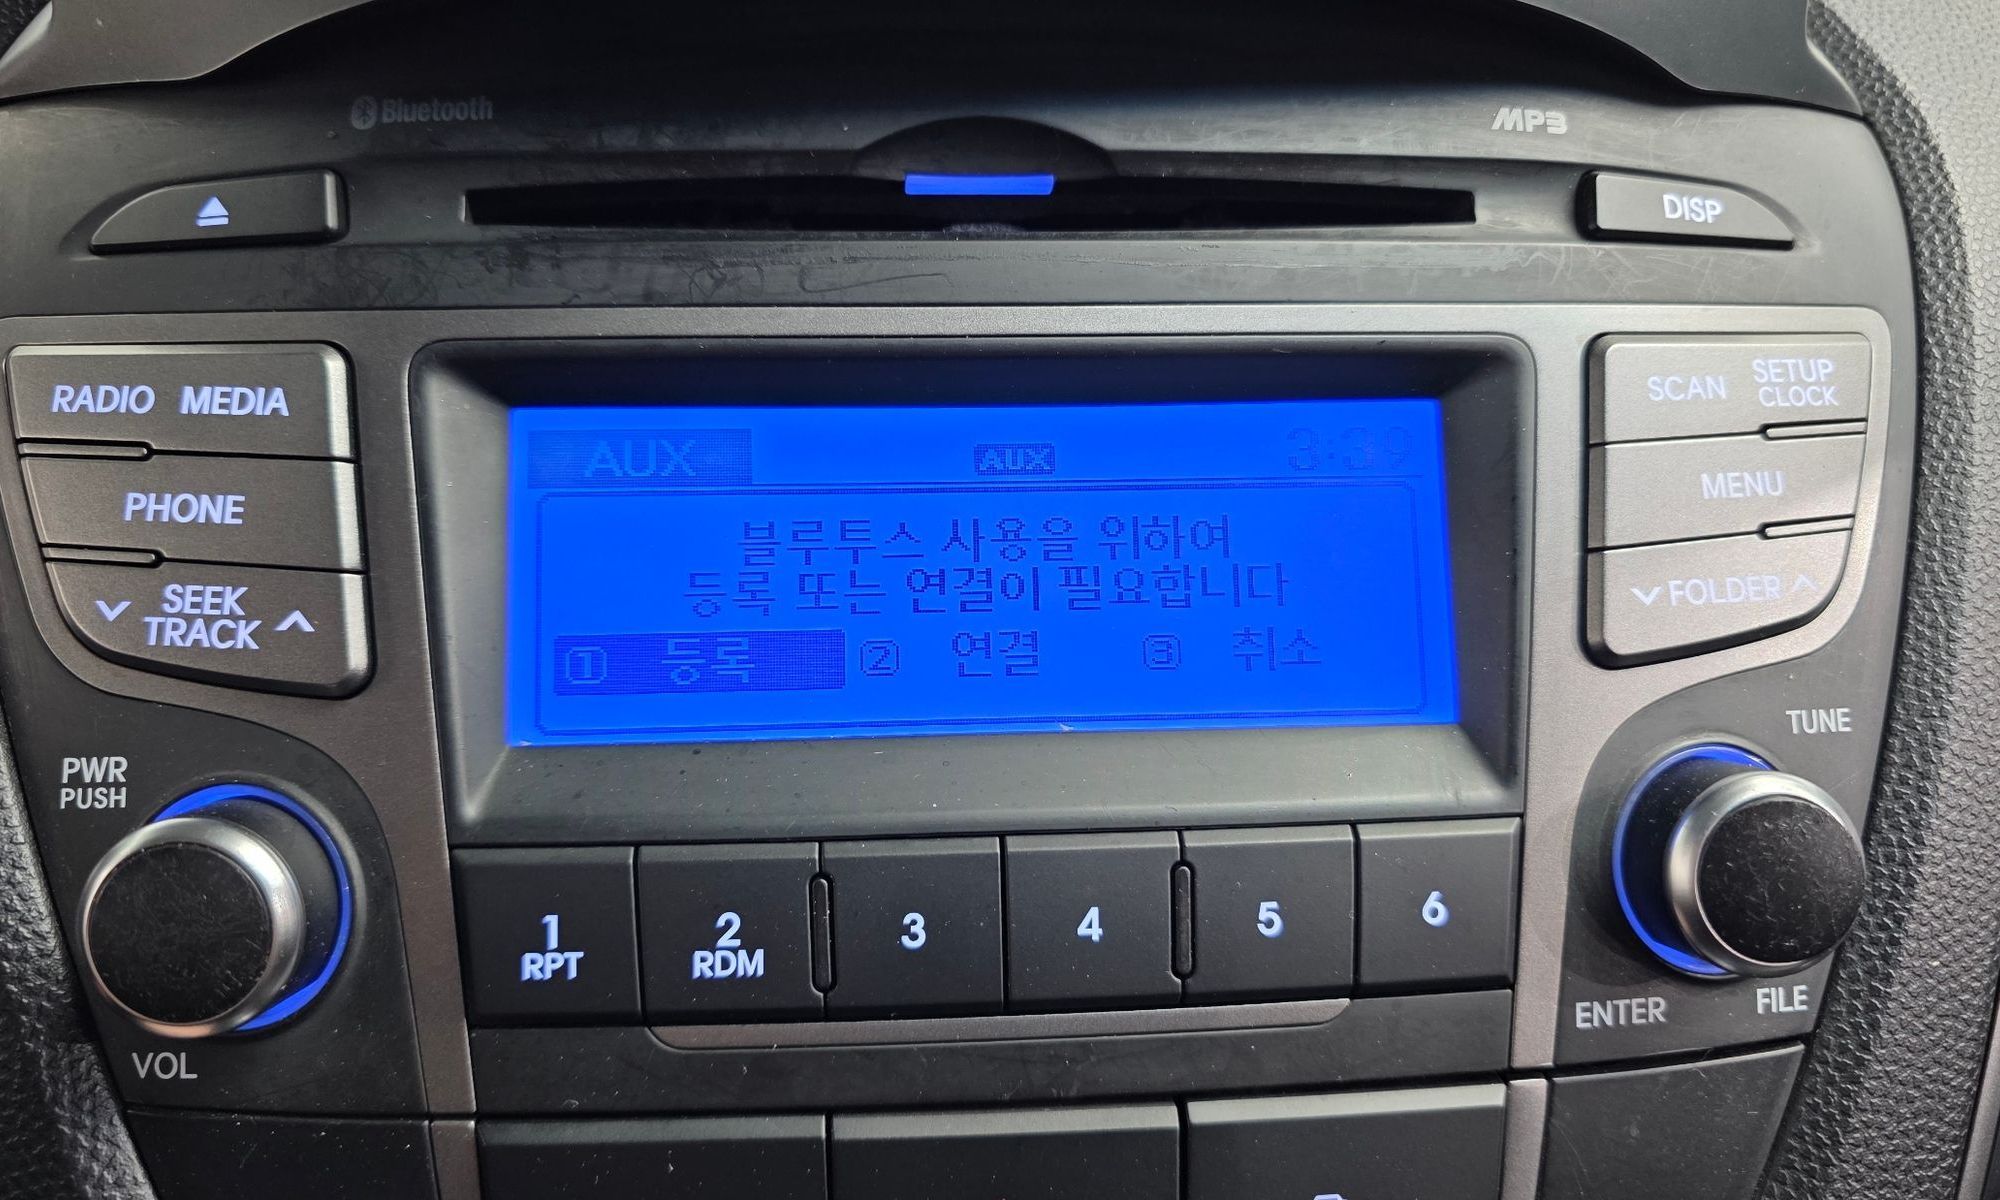 Bluetooth
MP3
DISP
RADIO MEDIA
SCAN SETUP CLOCK
PHONE
MENU
SEEK TRACK
FOLDER
AUX AUX 3:39
블루투스 사용을 위하여
등록 또는 연결이 필요합니다
① 등록 ② 연결 ③ 취소
PWR
PUSH
VOL
TUNE
1 RPT
2 RDM
3
4
5
6
ENTER
FILE